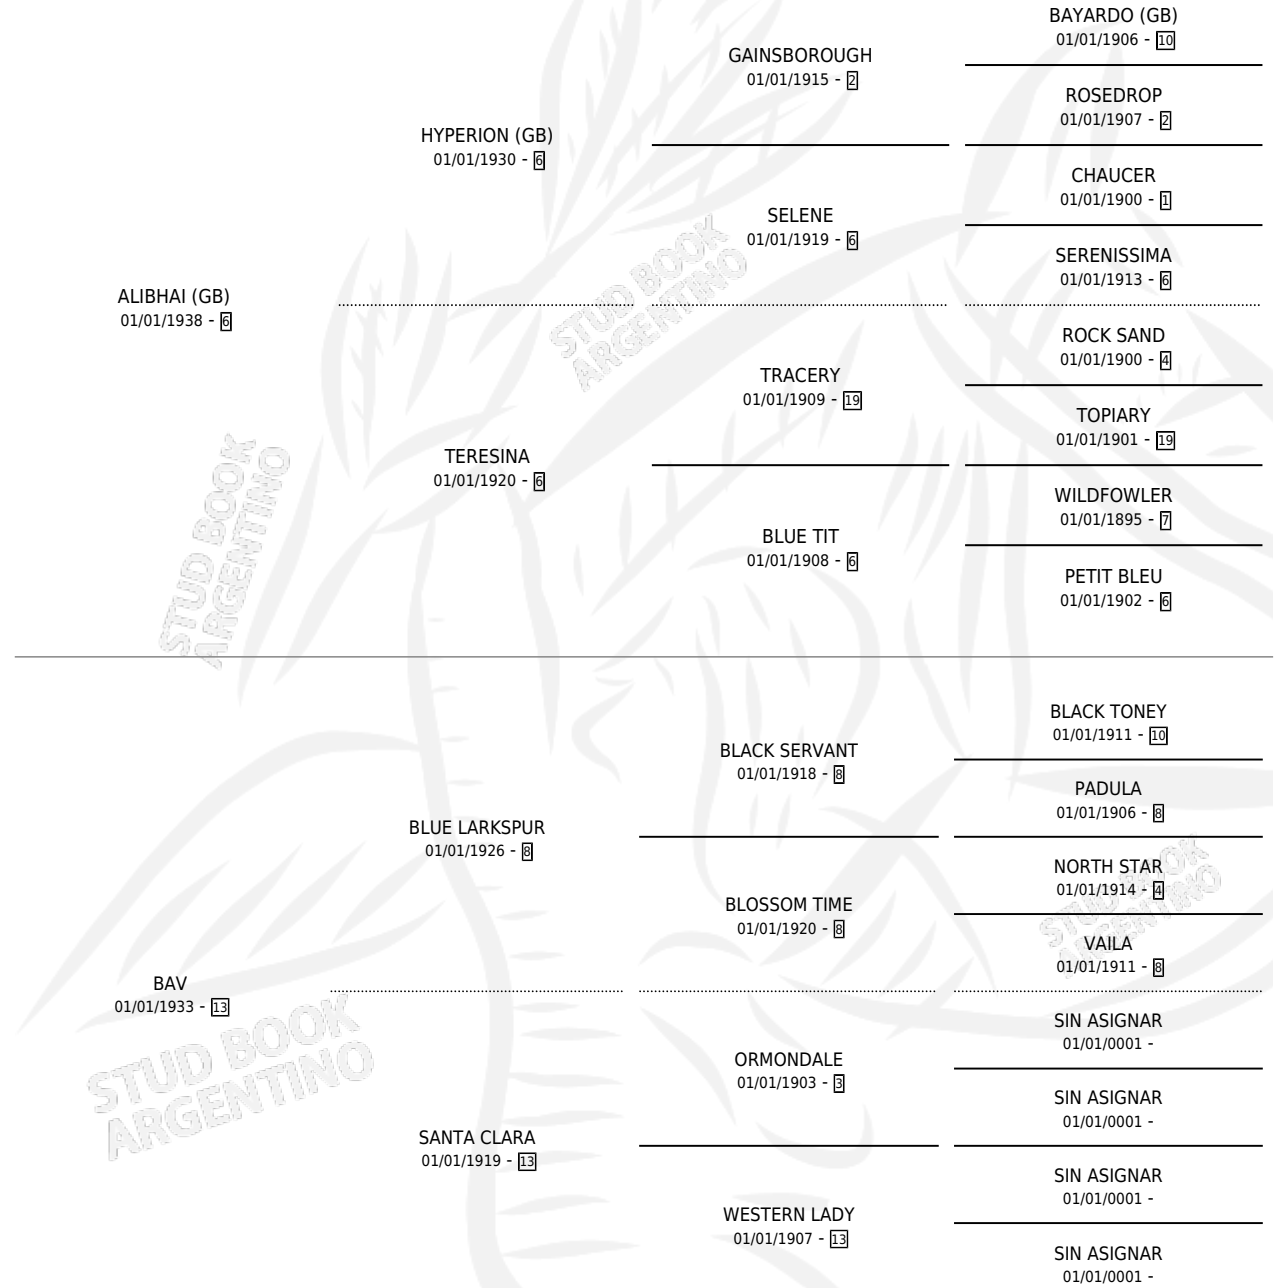 BAYARDO (GB)
01/01/1906 - 10
GAINSBOROUGH
01/01/1915 - 2
ROSEDROP
01/01/1907 - 2
HYPERION (GB)
01/01/1930 - 6
CHAUCER
01/01/1900 - 1
SELENE
01/01/1919 - 6
SERENISSIMA
01/01/1913 - 6
ALIBHAI (GB)
01/01/1938 - 6
STUD BOOK
ARGENTINO
ROCK SAND
01/01/1900 - 4
TRACERY
01/01/1909 - 19
TOPIARY
01/01/1901 - 19
TERESINA
01/01/1920 - 6
WILDFOWLER
01/01/1895 - 7
BLUE TIT
01/01/1908 - 6
PETIT BLEU
01/01/1902 - 6
STUD BOOK
ARGENTINO
BLACK TONEY
01/01/1911 - 10
BLACK SERVANT
01/01/1918 - 8
PADULA
01/01/1906 - 8
BLUE LARKSPUR
01/01/1926 - 8
NORTH STAR
01/01/1914 - 4
BLOSSOM TIME
01/01/1920 - 8
STUD BOOK
ARGENTINO
VAILA
01/01/1911 - 8
BAV
01/01/1933 - 13
SIN ASIGNAR
01/01/0001 -
STUD BOOK
ARGENTINO
ORMONDALE
01/01/1903 - 3
SIN ASIGNAR
01/01/0001 -
SANTA CLARA
01/01/1919 - 13
SIN ASIGNAR
01/01/0001 -
WESTERN LADY
01/01/1907 - 13
SIN ASIGNAR
01/01/0001 -